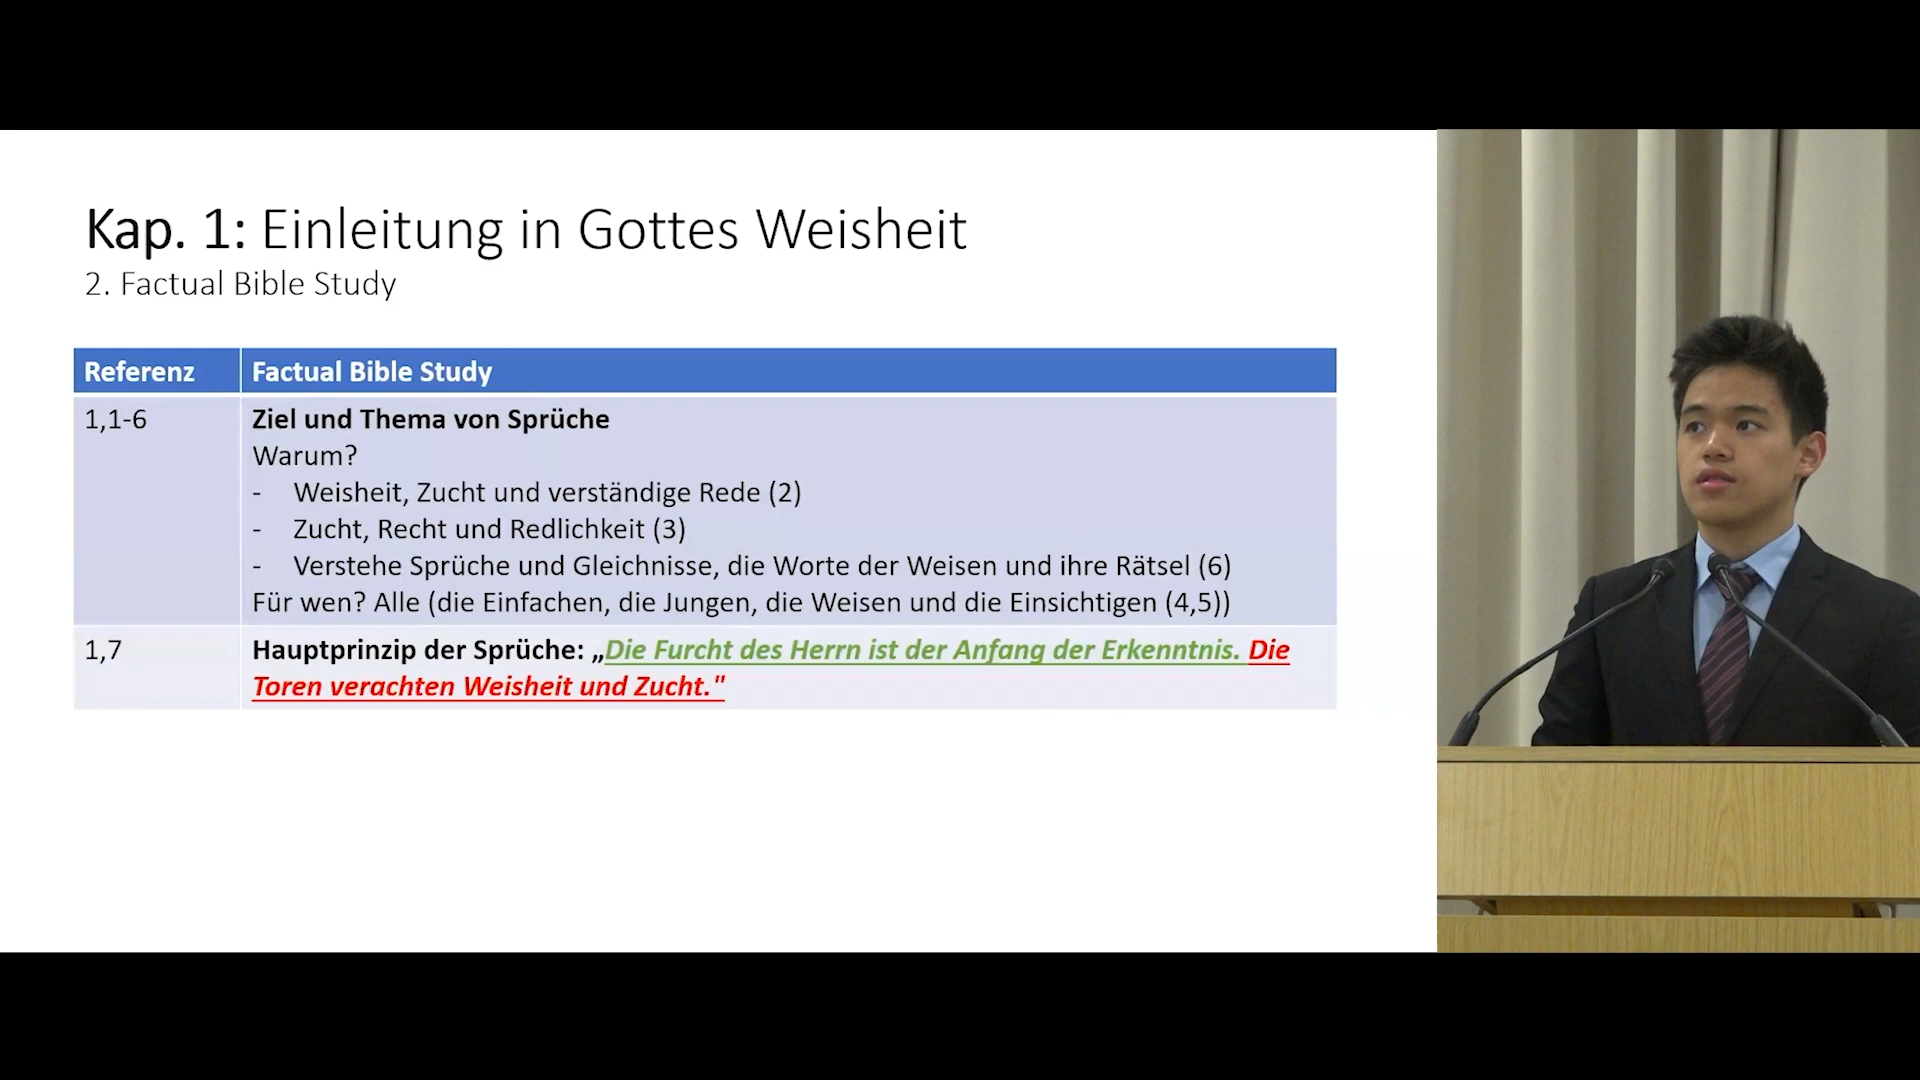 Kap. 1: Einleitung in Gottes Weisheit
2. Factual Bible Study
Referenz Factual Bible Study
1,1-6 Ziel und Thema von Sprüche
Warum?
- Weisheit, Zucht und verständige Rede (2)
- Zucht, Recht und Redlichkeit (3)
- Verstehe Sprüche und Gleichnisse, die Worte der Weisen und ihre Rätsel (6)
Für wen? Alle (die Einfachen, die Jungen, die Weisen und die Einsichtigen (4,5))
1,7 Hauptprinzip der Sprüche: „Die Furcht des Herrn ist der Anfang der Erkenntnis. Die
Toren verachten Weisheit und Zucht."